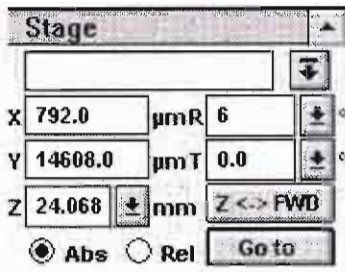 Stage
X 792.0 µm R 6 °
Y 14608.0 µm T 0.0 °
Z 24.068 mm Z <-> FWD
Abs Rel Go to